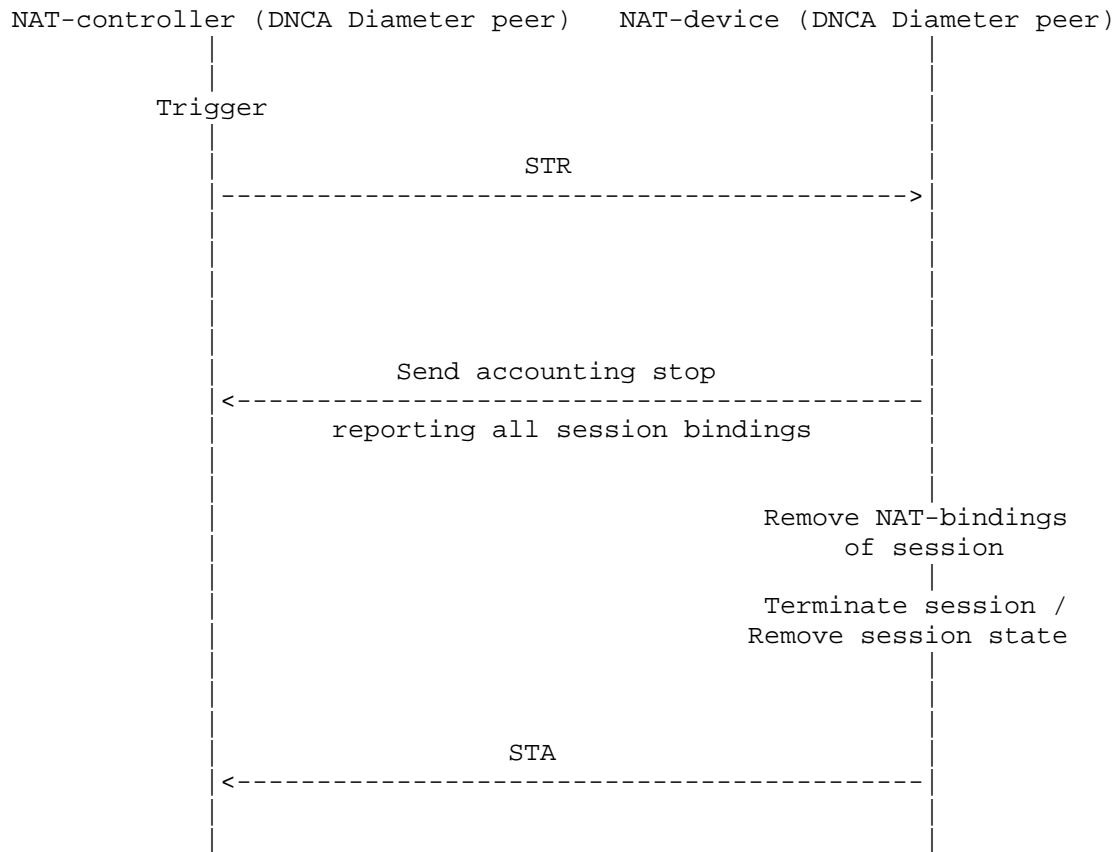 NAT-controller (DNCA Diameter peer) NAT-device (DNCA Diameter peer)
Trigger
STR
Send accounting stop
reporting all session bindings
Remove NAT-bindings
of session
Terminate session /
Remove session state
STA